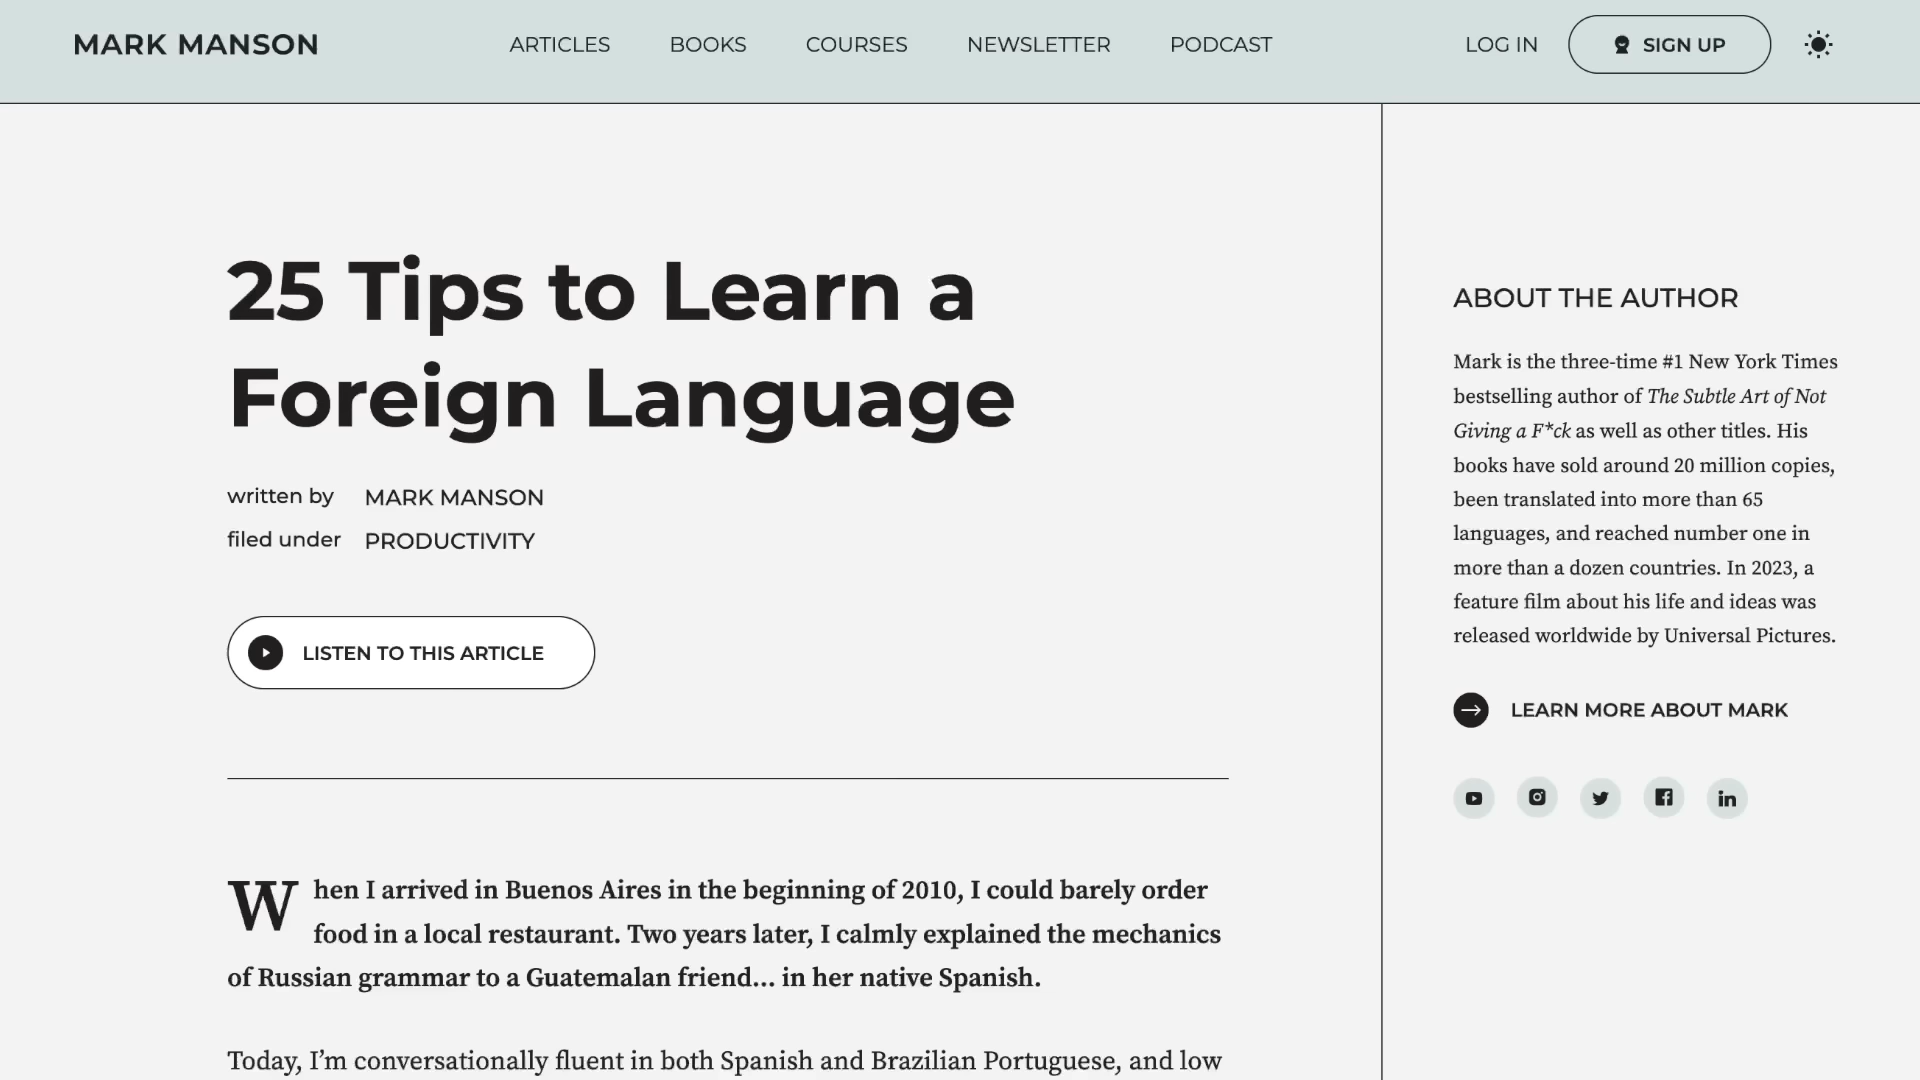 MARK MANSON
ARTICLES
BOOKS
COURSES
NEWSLETTER
PODCAST
LOG IN
SIGN UP
25 Tips to Learn a
Foreign Language
written by MARK MANSON
filed under PRODUCTIVITY
LISTEN TO THIS ARTICLE
When I arrived in Buenos Aires in the beginning of 2010, I could barely order
food in a local restaurant. Two years later, I calmly explained the mechanics
of Russian grammar to a Guatemalan friend… in her native Spanish.
Today, I’m conversationally fluent in both Spanish and Brazilian Portuguese, and low
ABOUT THE AUTHOR
Mark is the three-time #1 New York Times
bestselling author of The Subtle Art of Not
Giving a F*ck as well as other titles. His
books have sold around 20 million copies,
been translated into more than 65
languages, and reached number one in
more than a dozen countries. In 2023, a
feature film about his life and ideas was
released worldwide by Universal Pictures.
LEARN MORE ABOUT MARK
in